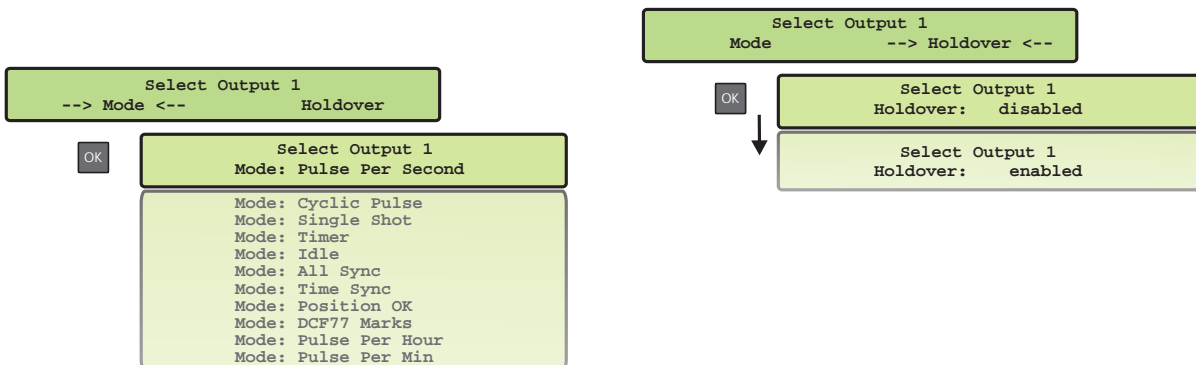 Select Output 1
--> Mode <-- Holdover
OK
Select Output 1
Mode: Pulse Per Second
Mode: Cyclic Pulse
Mode: Single Shot
Mode: Timer
Mode: Idle
Mode: All Sync
Mode: Time Sync
Mode: Position OK
Mode: DCF77 Marks
Mode: Pulse Per Hour
Mode: Pulse Per Min
Select Output 1
Mode --> Holdover <--
OK
Select Output 1
Holdover: disabled
Select Output 1
Holdover: enabled